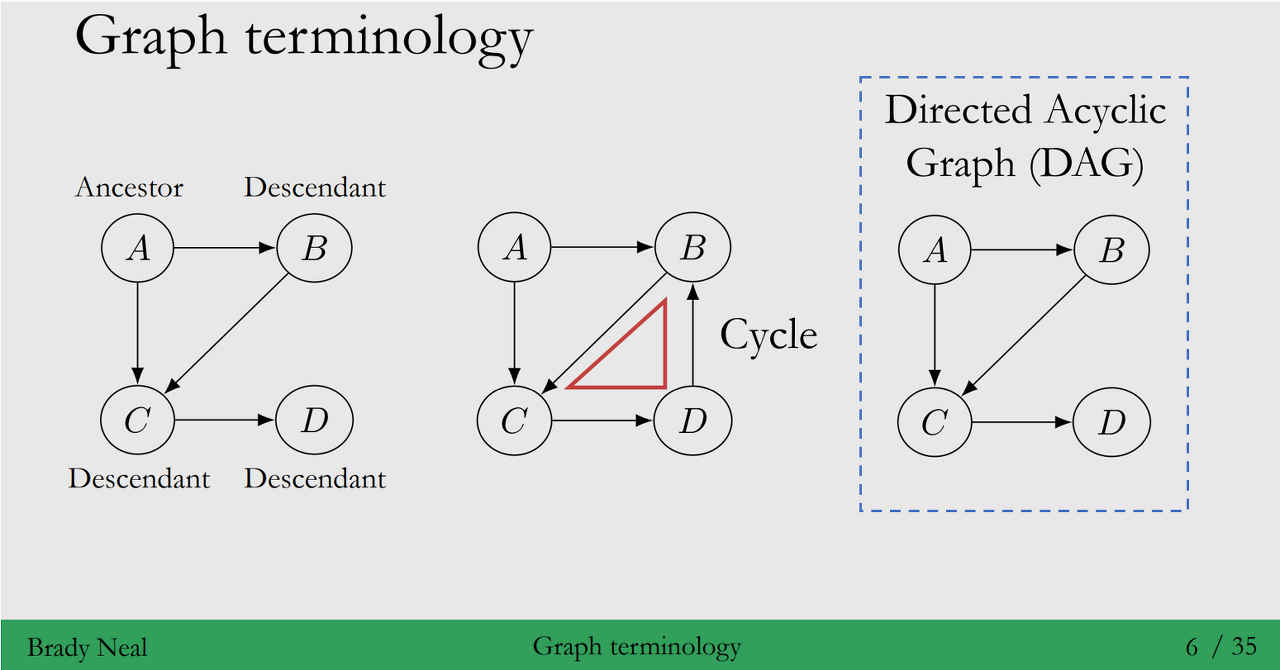 Graph terminology
Ancestor Descendant
A B
C D
Descendant Descendant
A B
Cycle
C D
Directed Acyclic
Graph (DAG)
A B
C D
Brady Neal Graph terminology 6 / 35